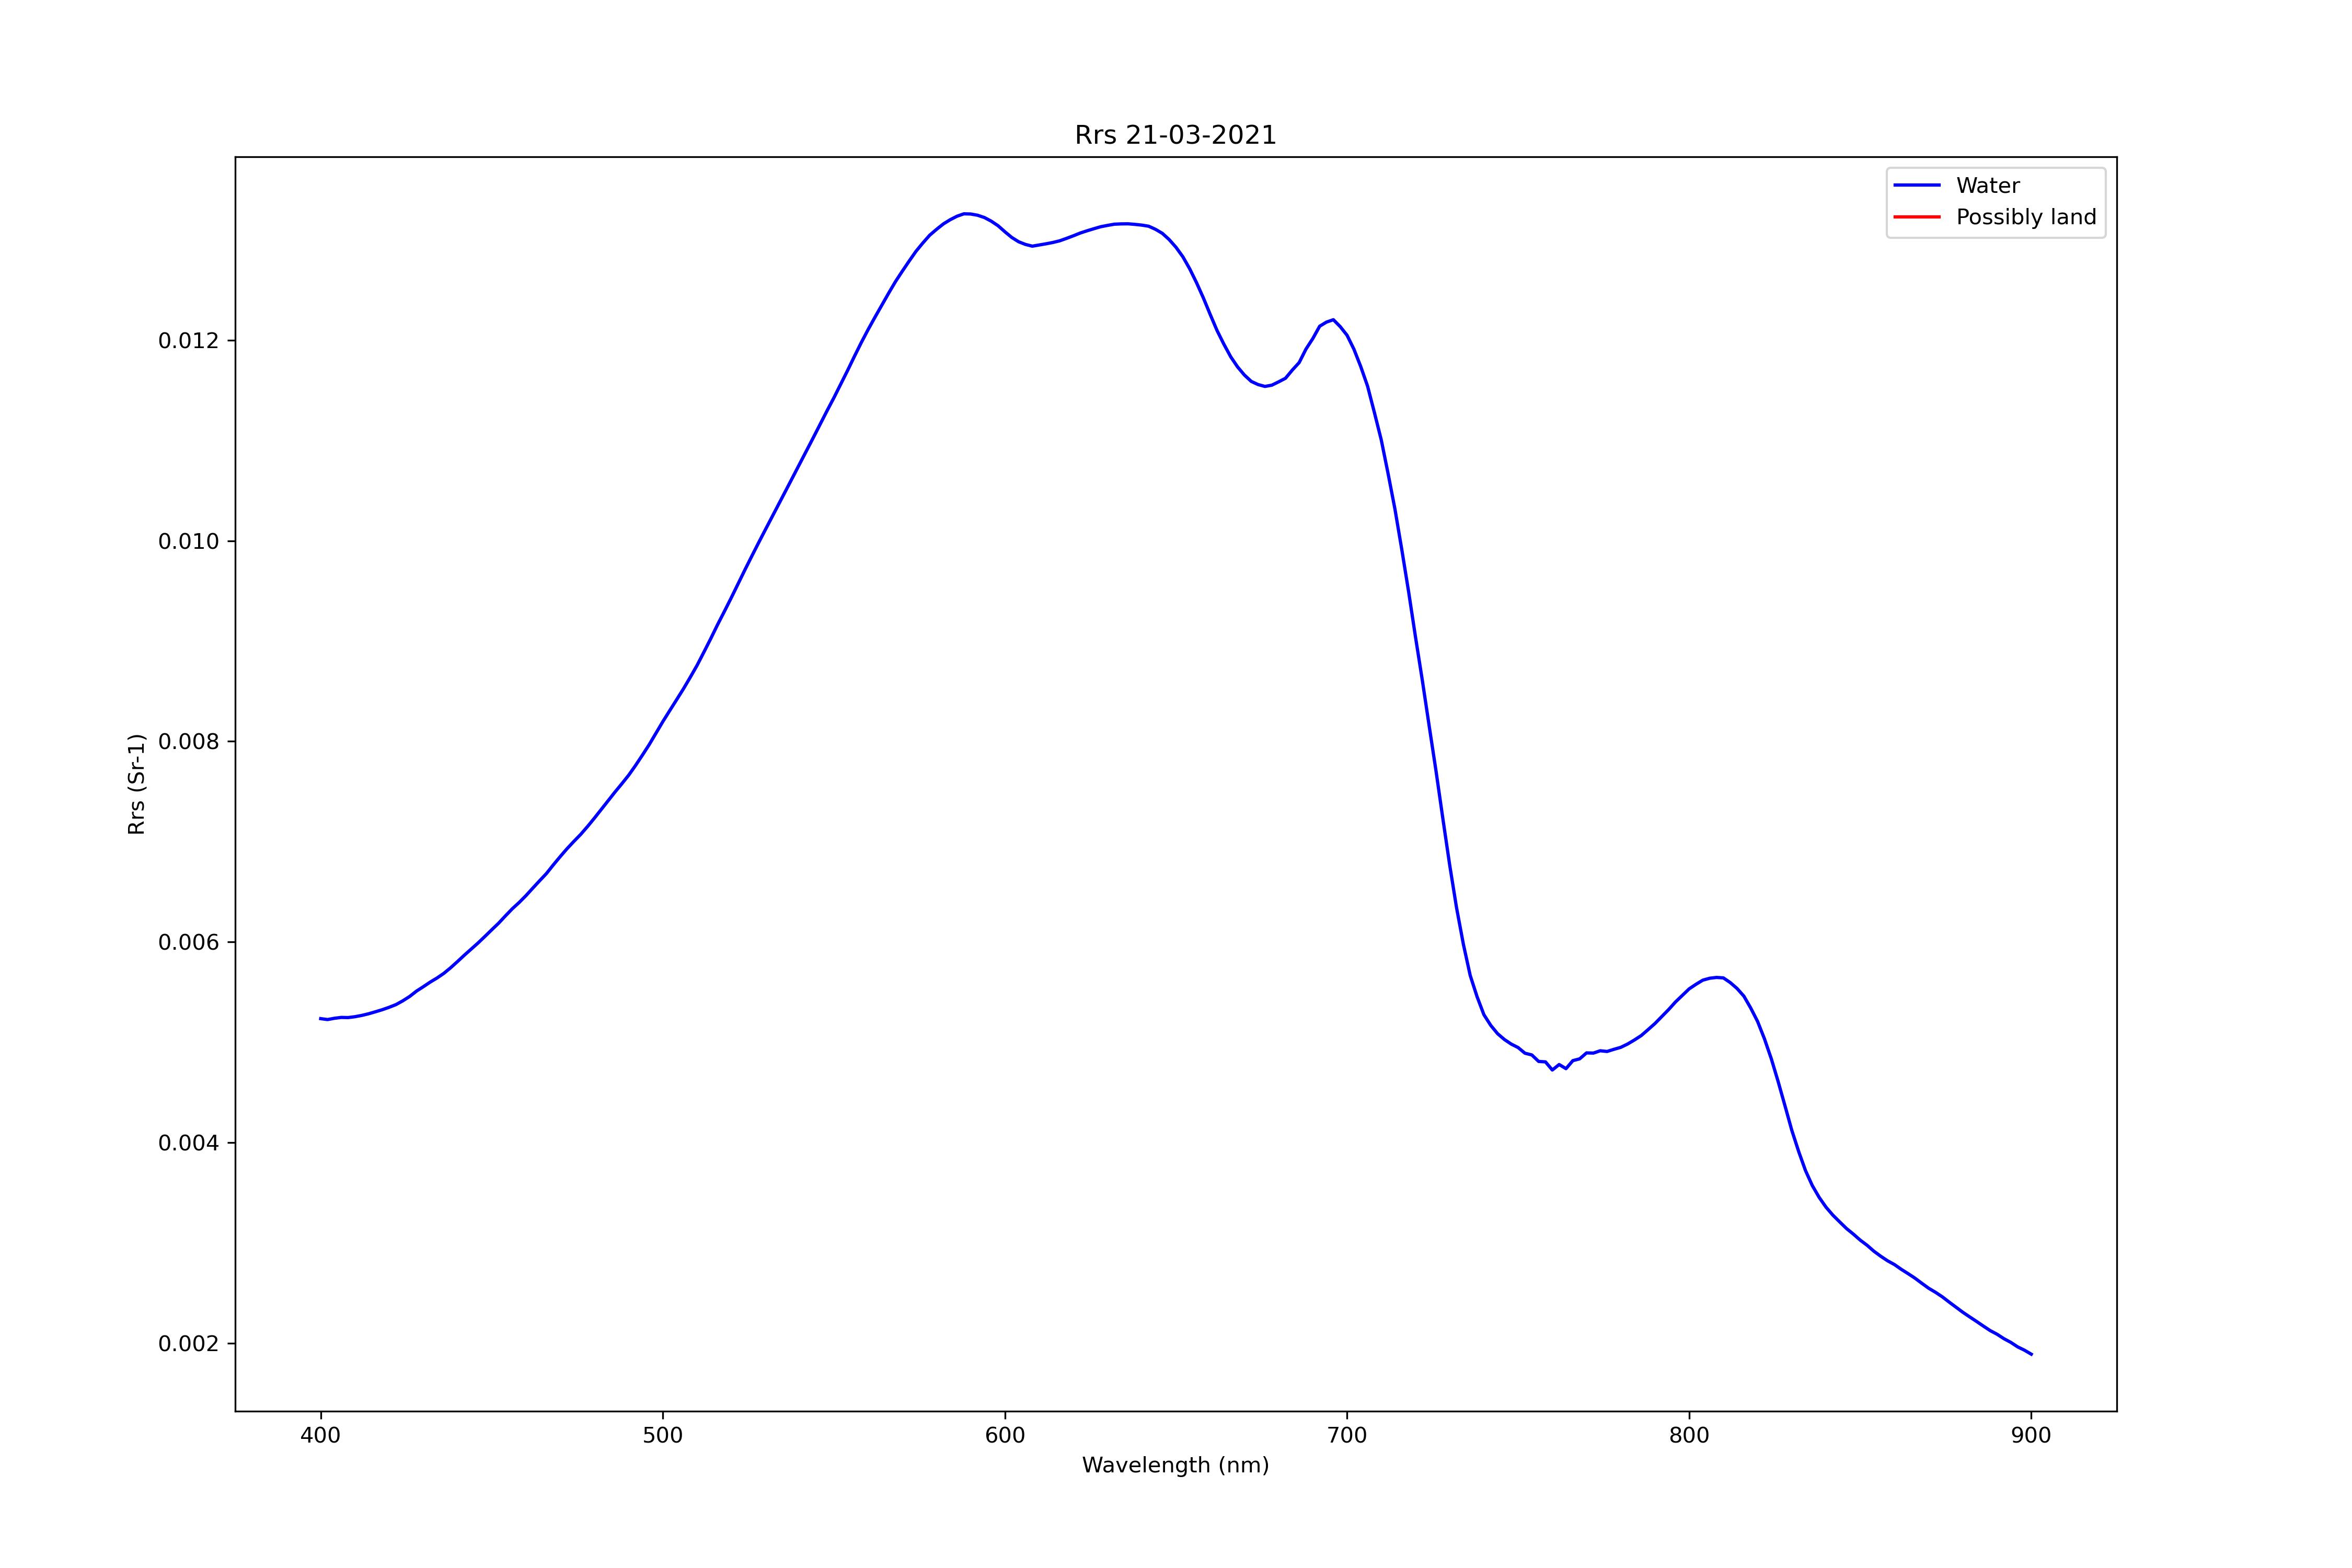 Rrs 21-03-2021
Water
Possibly land
0.012
0.010
0.008
0.006
0.004
0.002
Rrs (Sr-1)
400 500 600 700 800 900
Wavelength (nm)